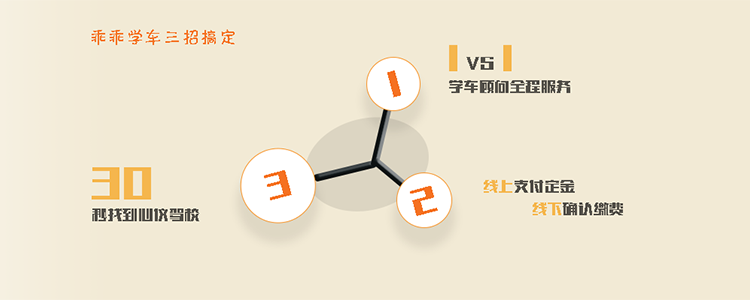 乖乖学车三招搞定
1
1 VS 1
学车顾问全程服务
3
30
秒找到心仪驾校
2
线上支付定金
线下确认缴费